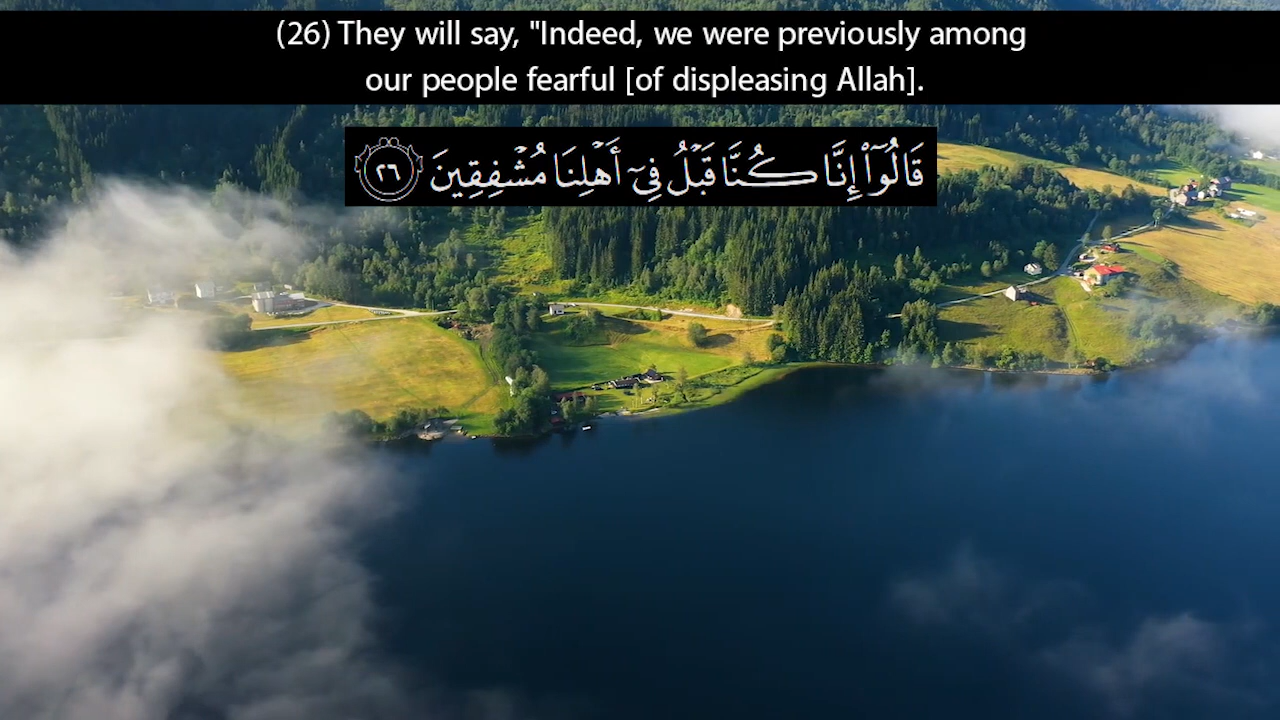 (26) They will say, "Indeed, we were previously among
our people fearful [of displeasing Allah].
قَالُوٓا۟ إِنَّا كُنَّا قَبْلُ فِىٓ أَهْلِنَا مُشْفِقِينَ ٢٦